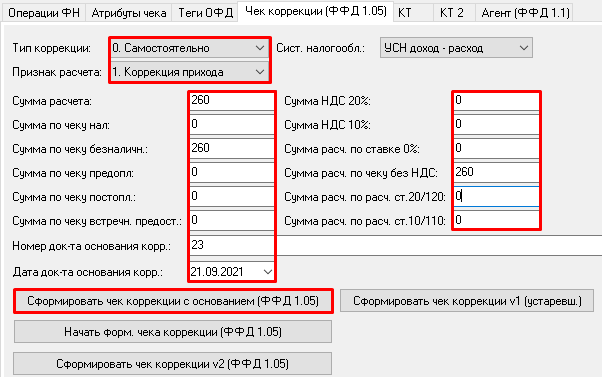 Операции ФН Атрибуты чека Теги ОФД Чек коррекции (ФФД 1.05) КТ КТ 2 Агент (ФФД 1.1)
Тип коррекции: 0. Самостоятельно Сист. налогообл.: УСН доход - расход
Признак расчета: 1. Коррекция прихода
Сумма расчета: 260 Сумма НДС 20%: 0
Сумма по чеку нал: 0 Сумма НДС 10%: 0
Сумма по чеку безналичн.: 260 Сумма расч. по ставке 0%: 0
Сумма по чеку предопл: 0 Сумма расч. по чеку без НДС: 260
Сумма по чеку постопл.: 0 Сумма расч. по расч. ст.20/120: 0
Сумма по чеку встречн. предост.: 0 Сумма расч. по расч. ст.10/110: 0
Номер док-та основания корр.: 23
Дата док-та основания корр.: 21.09.2021
Сформировать чек коррекции с основанием (ФФД 1.05) Сформировать чек коррекции v1 (устаревш.)
Начать форм. чека коррекции (ФФД 1.05)
Сформировать чек коррекции v2 (ФФД 1.05)